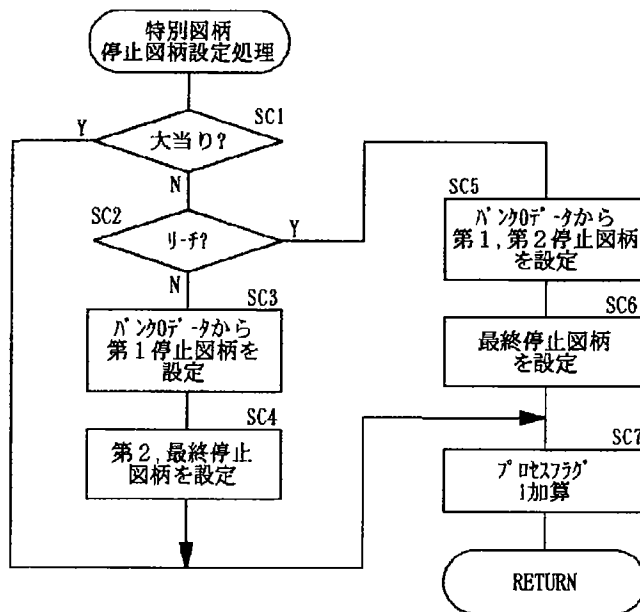 特別図柄
停止図柄設定処理
SC1
大当り?
Y
N
SC2
リーチ?
Y
N
SC3
バンク0データから
第1停止図柄を
設定
SC4
第2,最終停止
図柄を設定
SC5
バンク0データから
第1,第2停止図柄
を設定
SC6
最終停止図柄
を設定
SC7
プロセスフラグ
1加算
RETURN